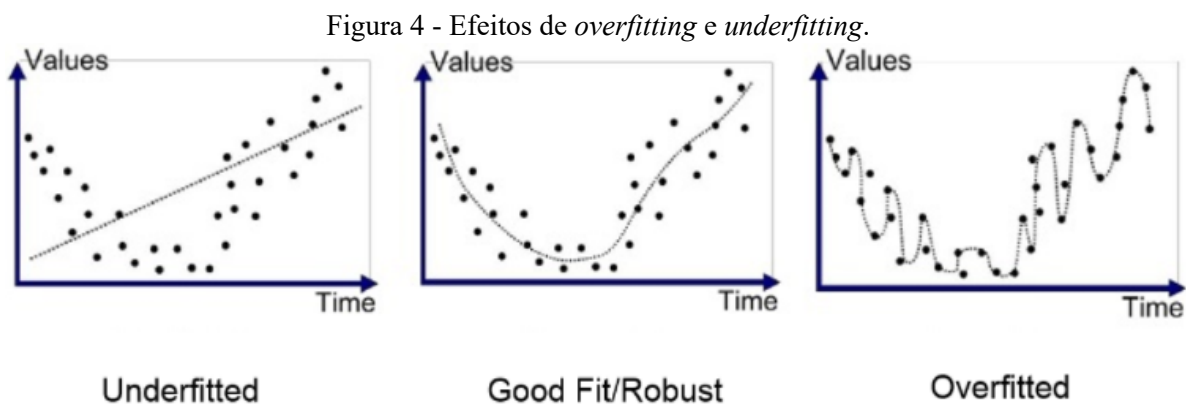 Figura 4 - Efeitos de overfitting e underfitting.
Values
Time
Values
Time
Values
Time
Underfitted
Good Fit/Robust
Overfitted